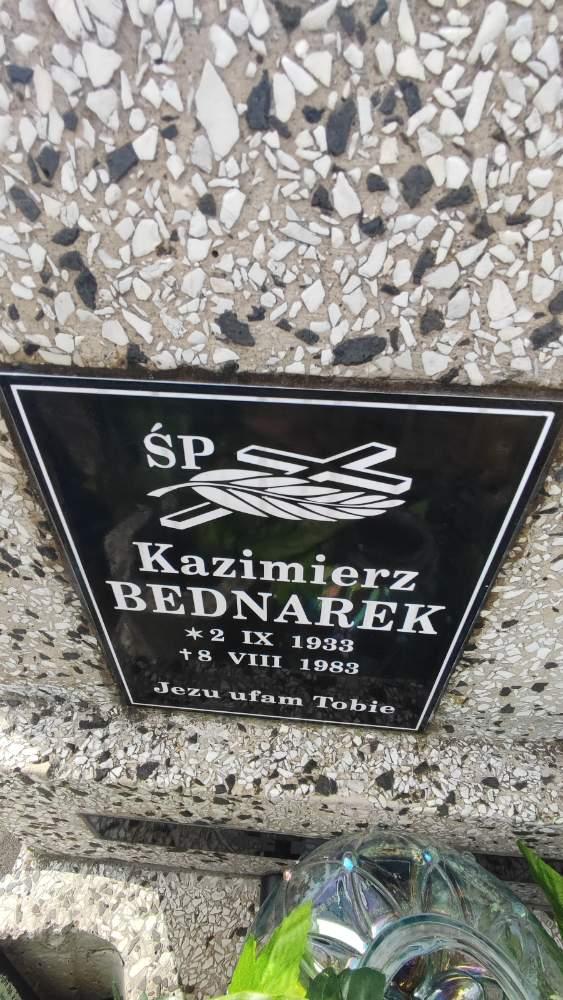 ŚP
Kazimierz
BEDNAREK
* 2 IX 1933
† 8 VIII 1983
Jezu ufam Tobie